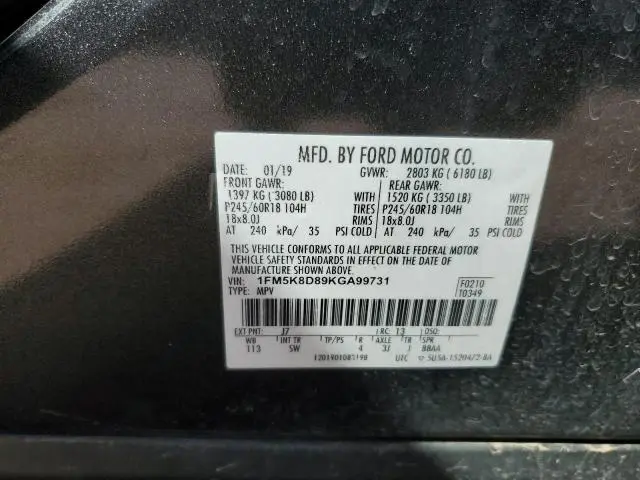 MFD. BY FORD MOTOR CO.
DATE: 01/19 GVWR: 2803 KG ( 6180 LB)
FRONT GAWR: REAR GAWR:
1397 KG ( 3080 LB) WITH 1520 KG ( 3350 LB) WITH
P245/60R18 104H TIRES P245/60R18 104H TIRES
18x8.0J RIMS 18x8.0J RIMS
AT 240 kPa/ 35 PSI COLD AT 240 kPa/ 35 PSI COLD
THIS VEHICLE CONFORMS TO ALL APPLICABLE FEDERAL MOTOR
VEHICLE SAFETY STANDARDS IN EFFECT ON THE DATE OF
MANUFACTURE SHOWN ABOVE.
VIN: 1FM5K8D89KGA99731 F0210
TYPE: MPV T0349
EXT PNT: J7 RC: 13 DSO:
WB INT TR TP/PS R AXLE TR SPR
113 SW 4 3J J BBAA
UTC